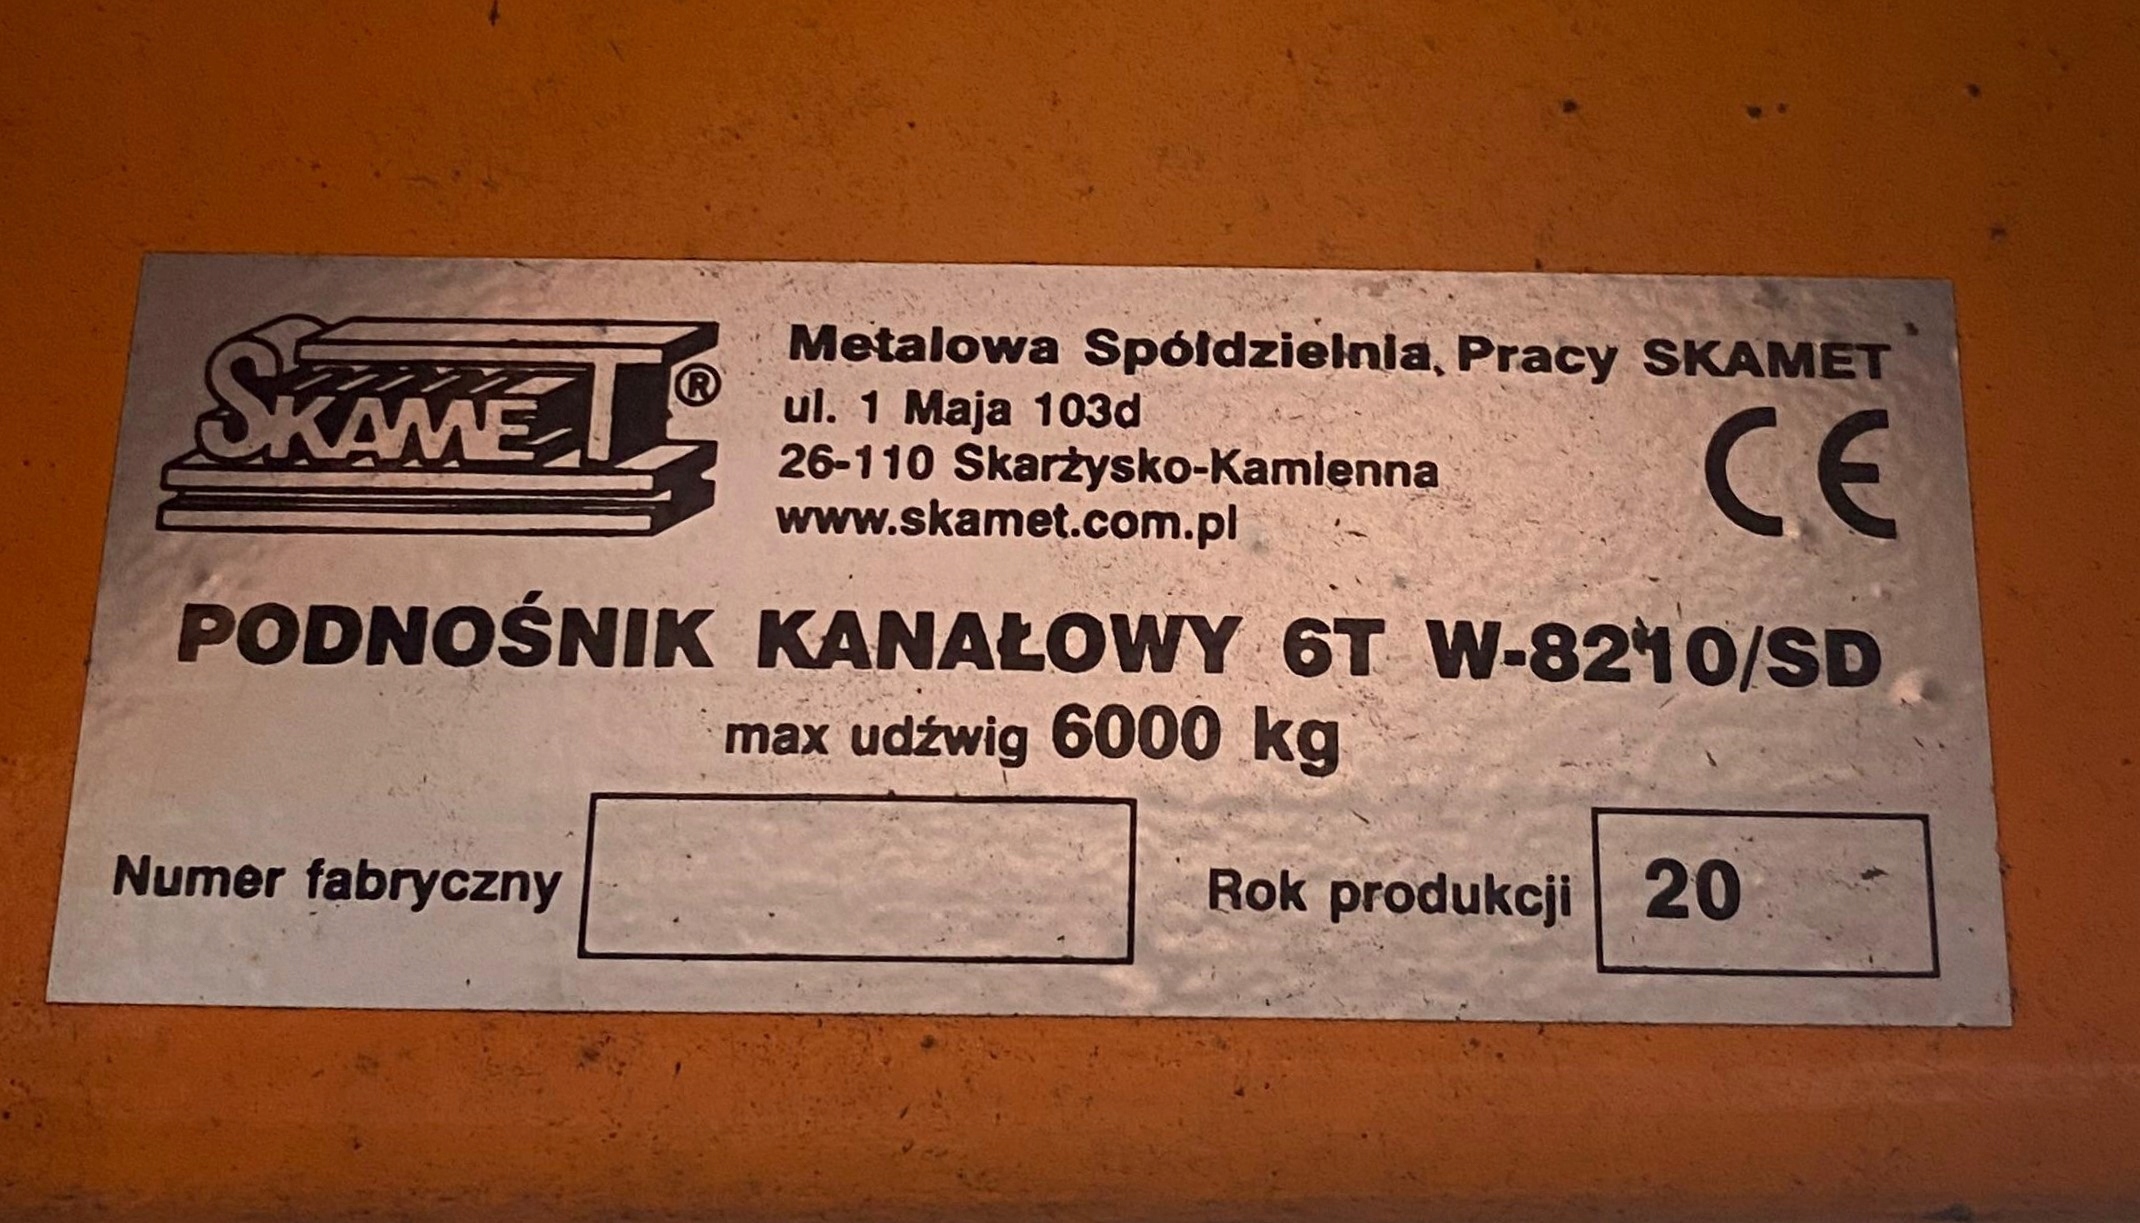 SKAMET®
Metalowa Spółdzielnia Pracy SKAMET
ul. 1 Maja 103d
26-110 Skarżysko-Kamienna
www.skamet.com.pl
CE
PODNOŚNIK KANAŁOWY 6T W-8210/SD
max udźwig 6000 kg
Numer fabryczny
Rok produkcji 20